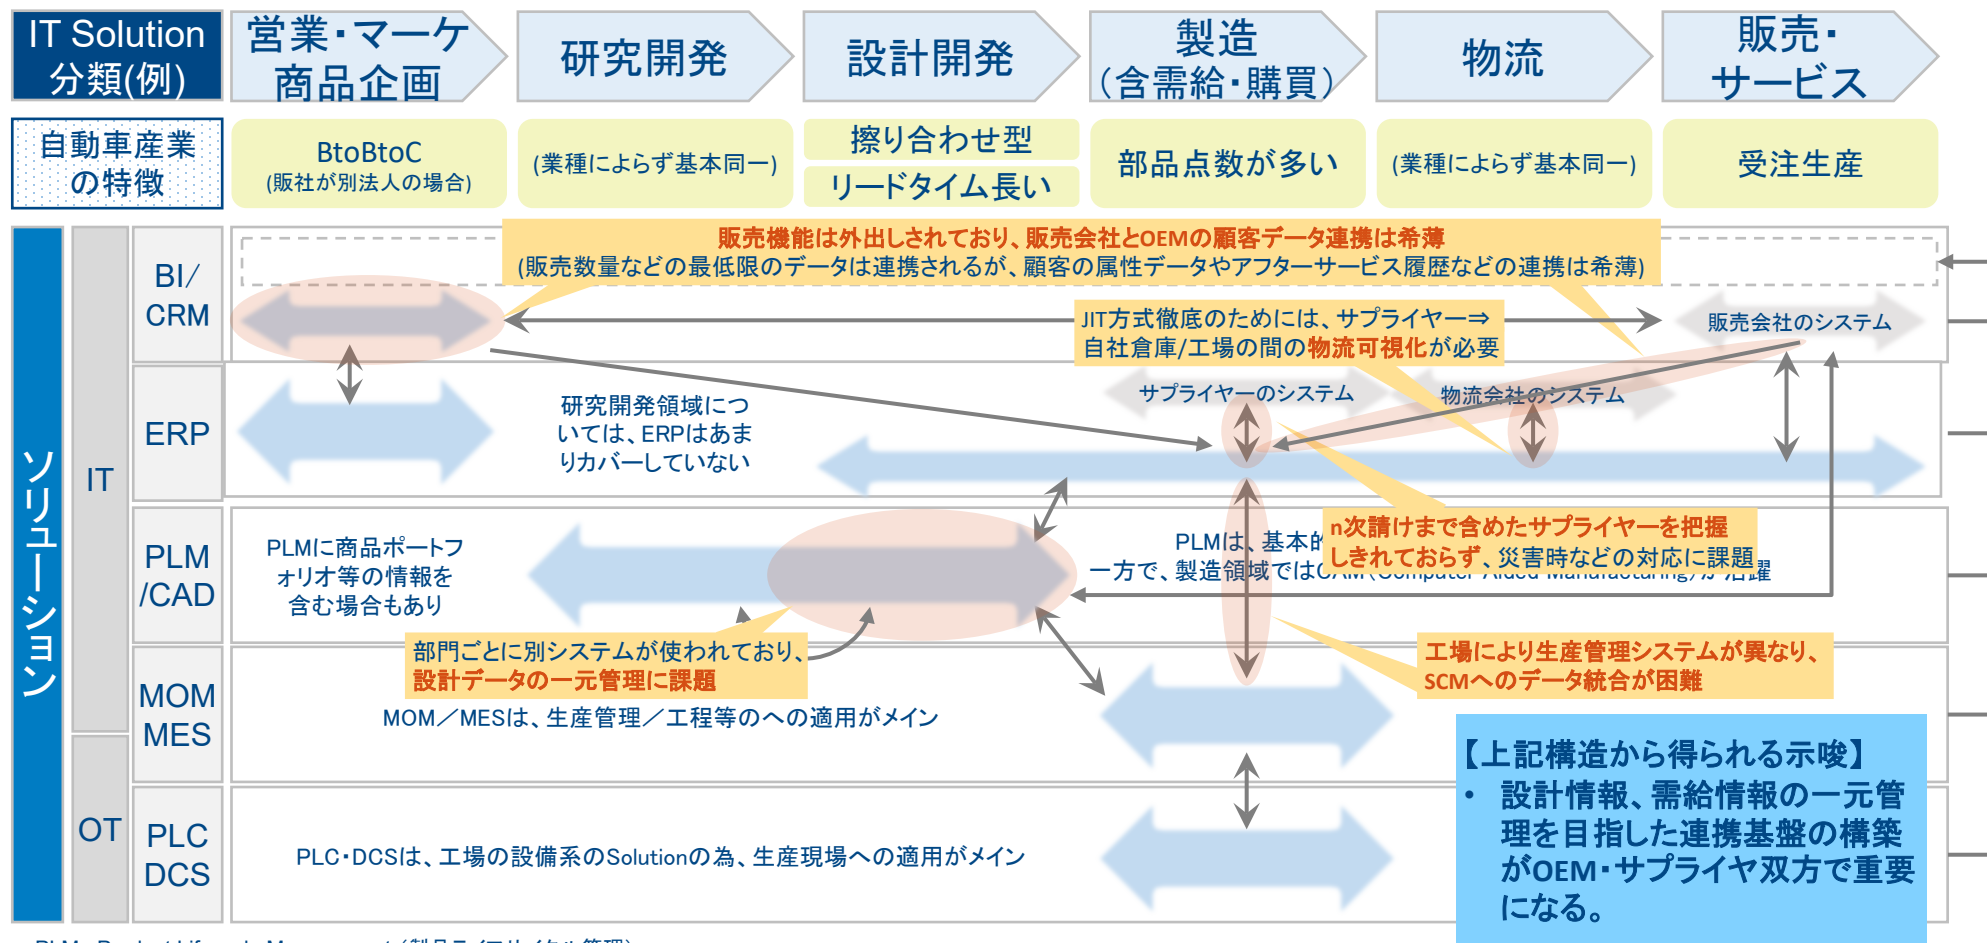 IT Solution
分類(例)
営業・マーケ
商品企画
研究開発
設計開発
製造
（含需給・購買）
物流
販売・
サービス
自動車産業
の特徴
BtoBtoC
(販社が別法人の場合)
(業種によらず基本同一)
擦り合わせ型
リードタイム長い
部品点数が多い
(業種によらず基本同一)
受注生産
ソリューション
IT
OT
BI/
CRM
販売機能は外出しされており、販売会社とOEMの顧客データ連携は希薄
(販売数量などの最低限のデータは連携されるが、顧客の属性データやアフターサービス履歴などの連携は希薄)
JIT方式徹底のためには、サプライヤー⇒
自社倉庫/工場の間の物流可視化が必要
販売会社のシステム
ERP
研究開発領域につ
いては、ERPはあま
りカバーしていない
サプライヤーのシステム
物流会社のシステム
PLM
/CAD
PLMに商品ポートフ
ォリオ等の情報を
含む場合もあり
PLMは、基本的
一方で、製造領域ではCAM(Computer Aided Manufacturing)が活躍
n次請けまで含めたサプライヤーを把握
しきれておらず、災害時などの対応に課題
部門ごとに別システムが使われており、
設計データの一元管理に課題
工場により生産管理システムが異なり、
SCMへのデータ統合が困難
MOM
MES
MOM／MESは、生産管理／工程等のへの適用がメイン
PLC
DCS
PLC・DCSは、工場の設備系のSolutionの為、生産現場への適用がメイン
【上記構造から得られる示唆】
• 設計情報、需給情報の一元管
理を目指した連携基盤の構築
がOEM・サプライヤ双方で重要
になる。